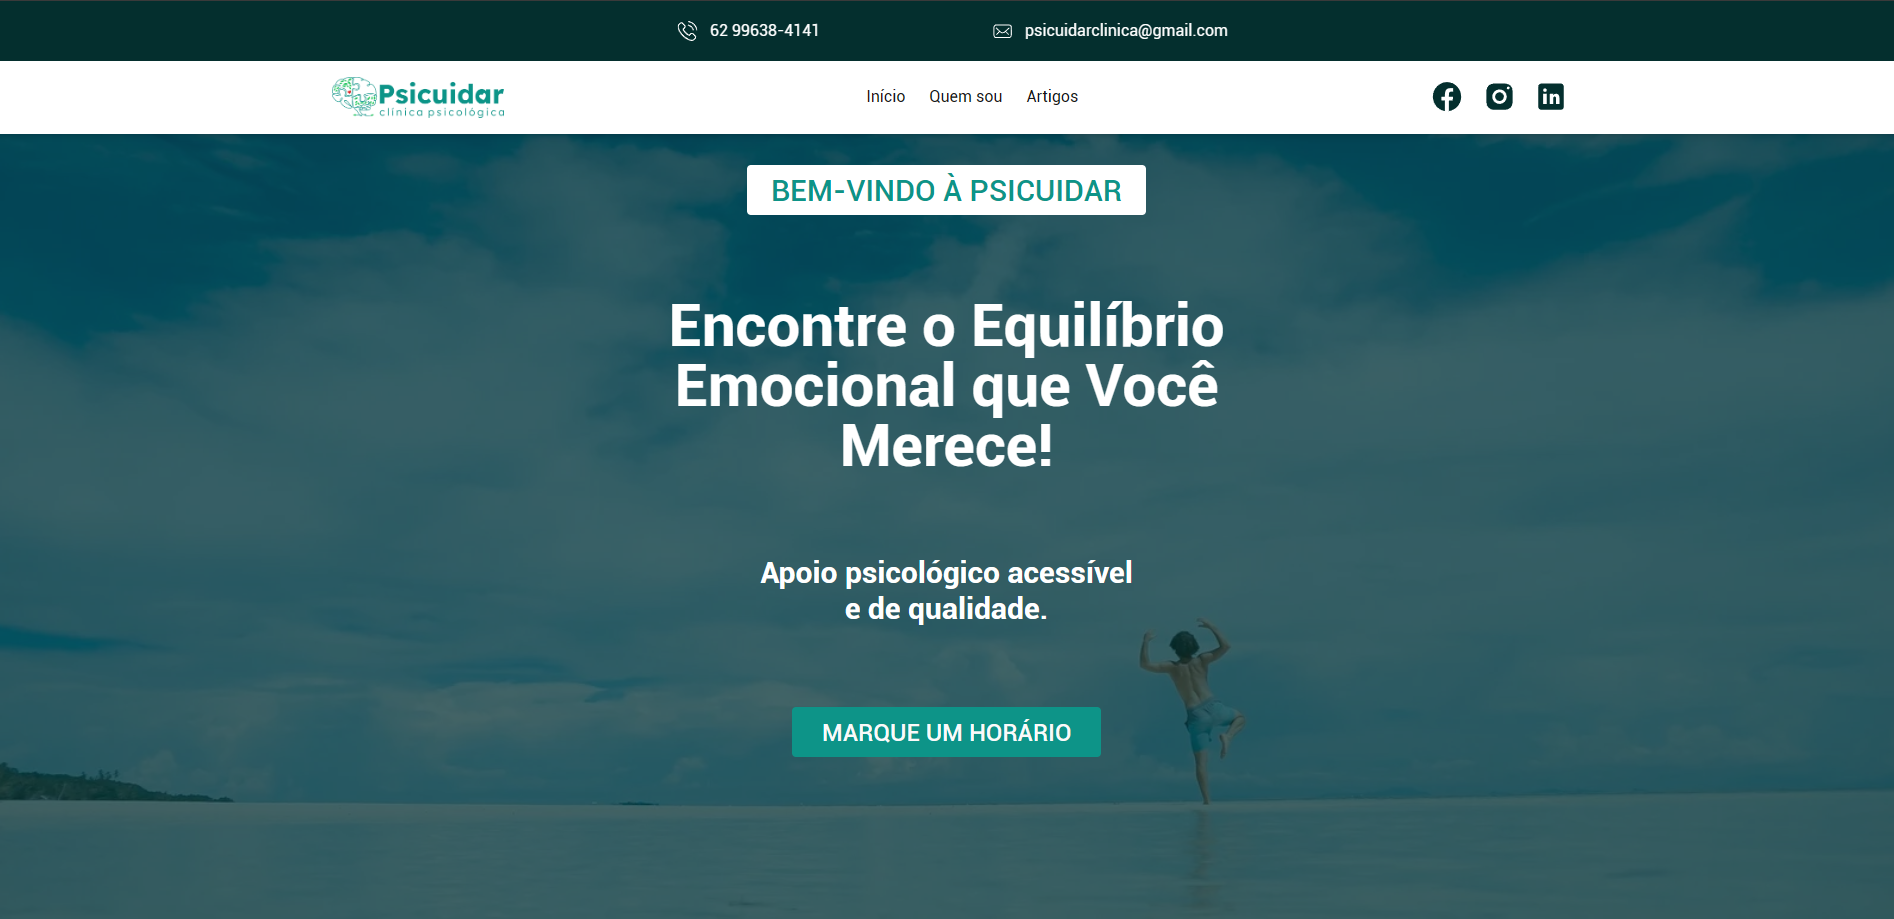 62 99638-4141
psicuidarclinica@gmail.com
Psicuidar
clínica psicológica
Início
Quem sou
Artigos
BEM-VINDO À PSICUIDAR
Encontre o Equilíbrio
Emocional que Você
Merece!
Apoio psicológico acessível
e de qualidade.
MARQUE UM HORÁRIO